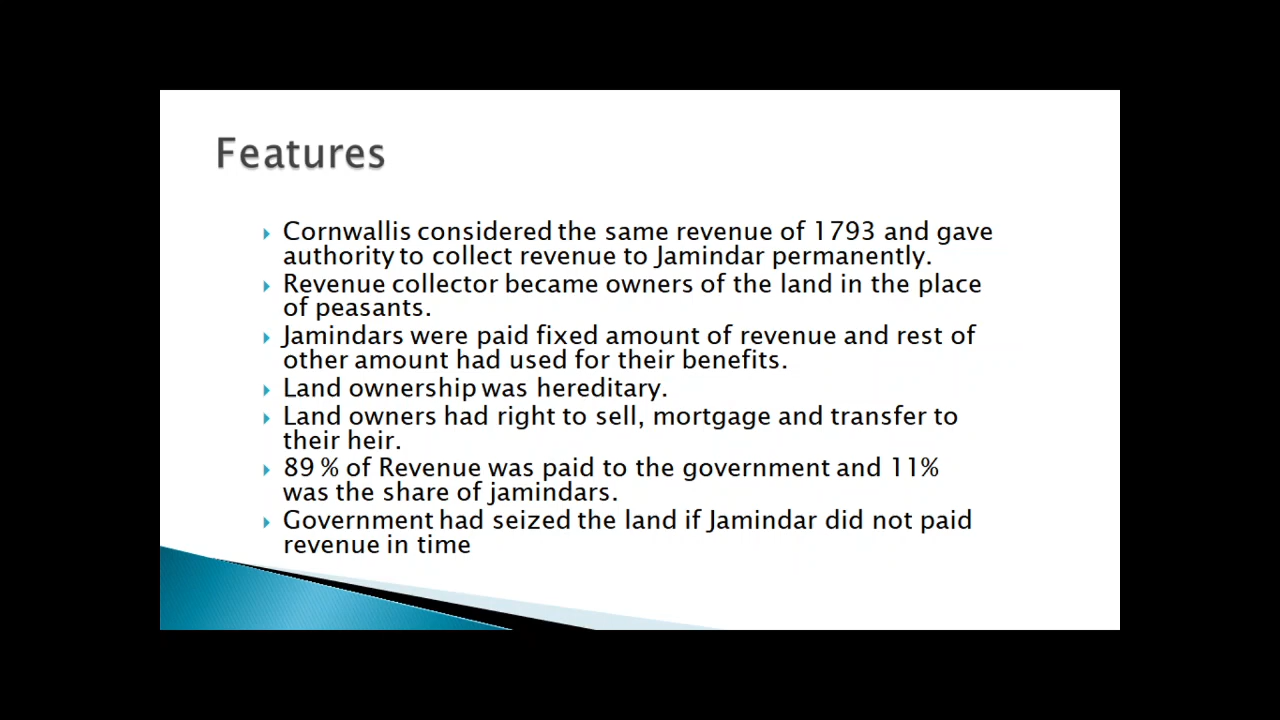 Features
Cornwallis considered the same revenue of 1793 and gave
authority to collect revenue to Jamindar permanently.
Revenue collector became owners of the land in the place
of peasants.
Jamindars were paid fixed amount of revenue and rest of
other amount had used for their benefits.
Land ownership was hereditary.
Land owners had right to sell, mortgage and transfer to
their heir.
89 % of Revenue was paid to the government and 11%
was the share of jamindars.
Government had seized the land if Jamindar did not paid
revenue in time